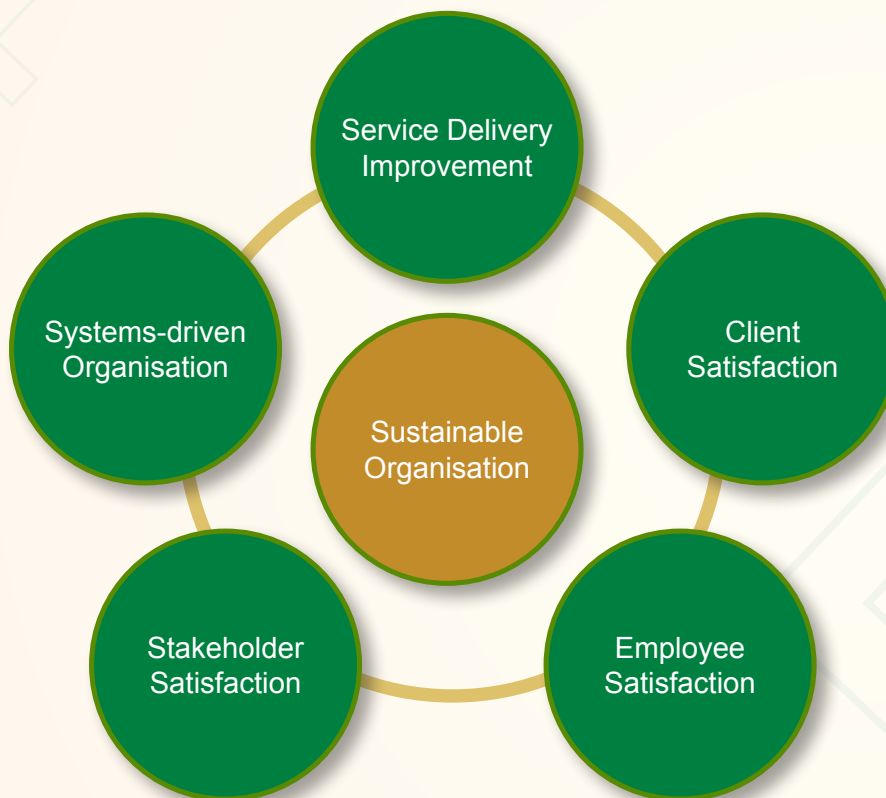 Service Delivery
Improvement
Systems-driven
Organisation
Client
Satisfaction
Sustainable
Organisation
Stakeholder
Satisfaction
Employee
Satisfaction